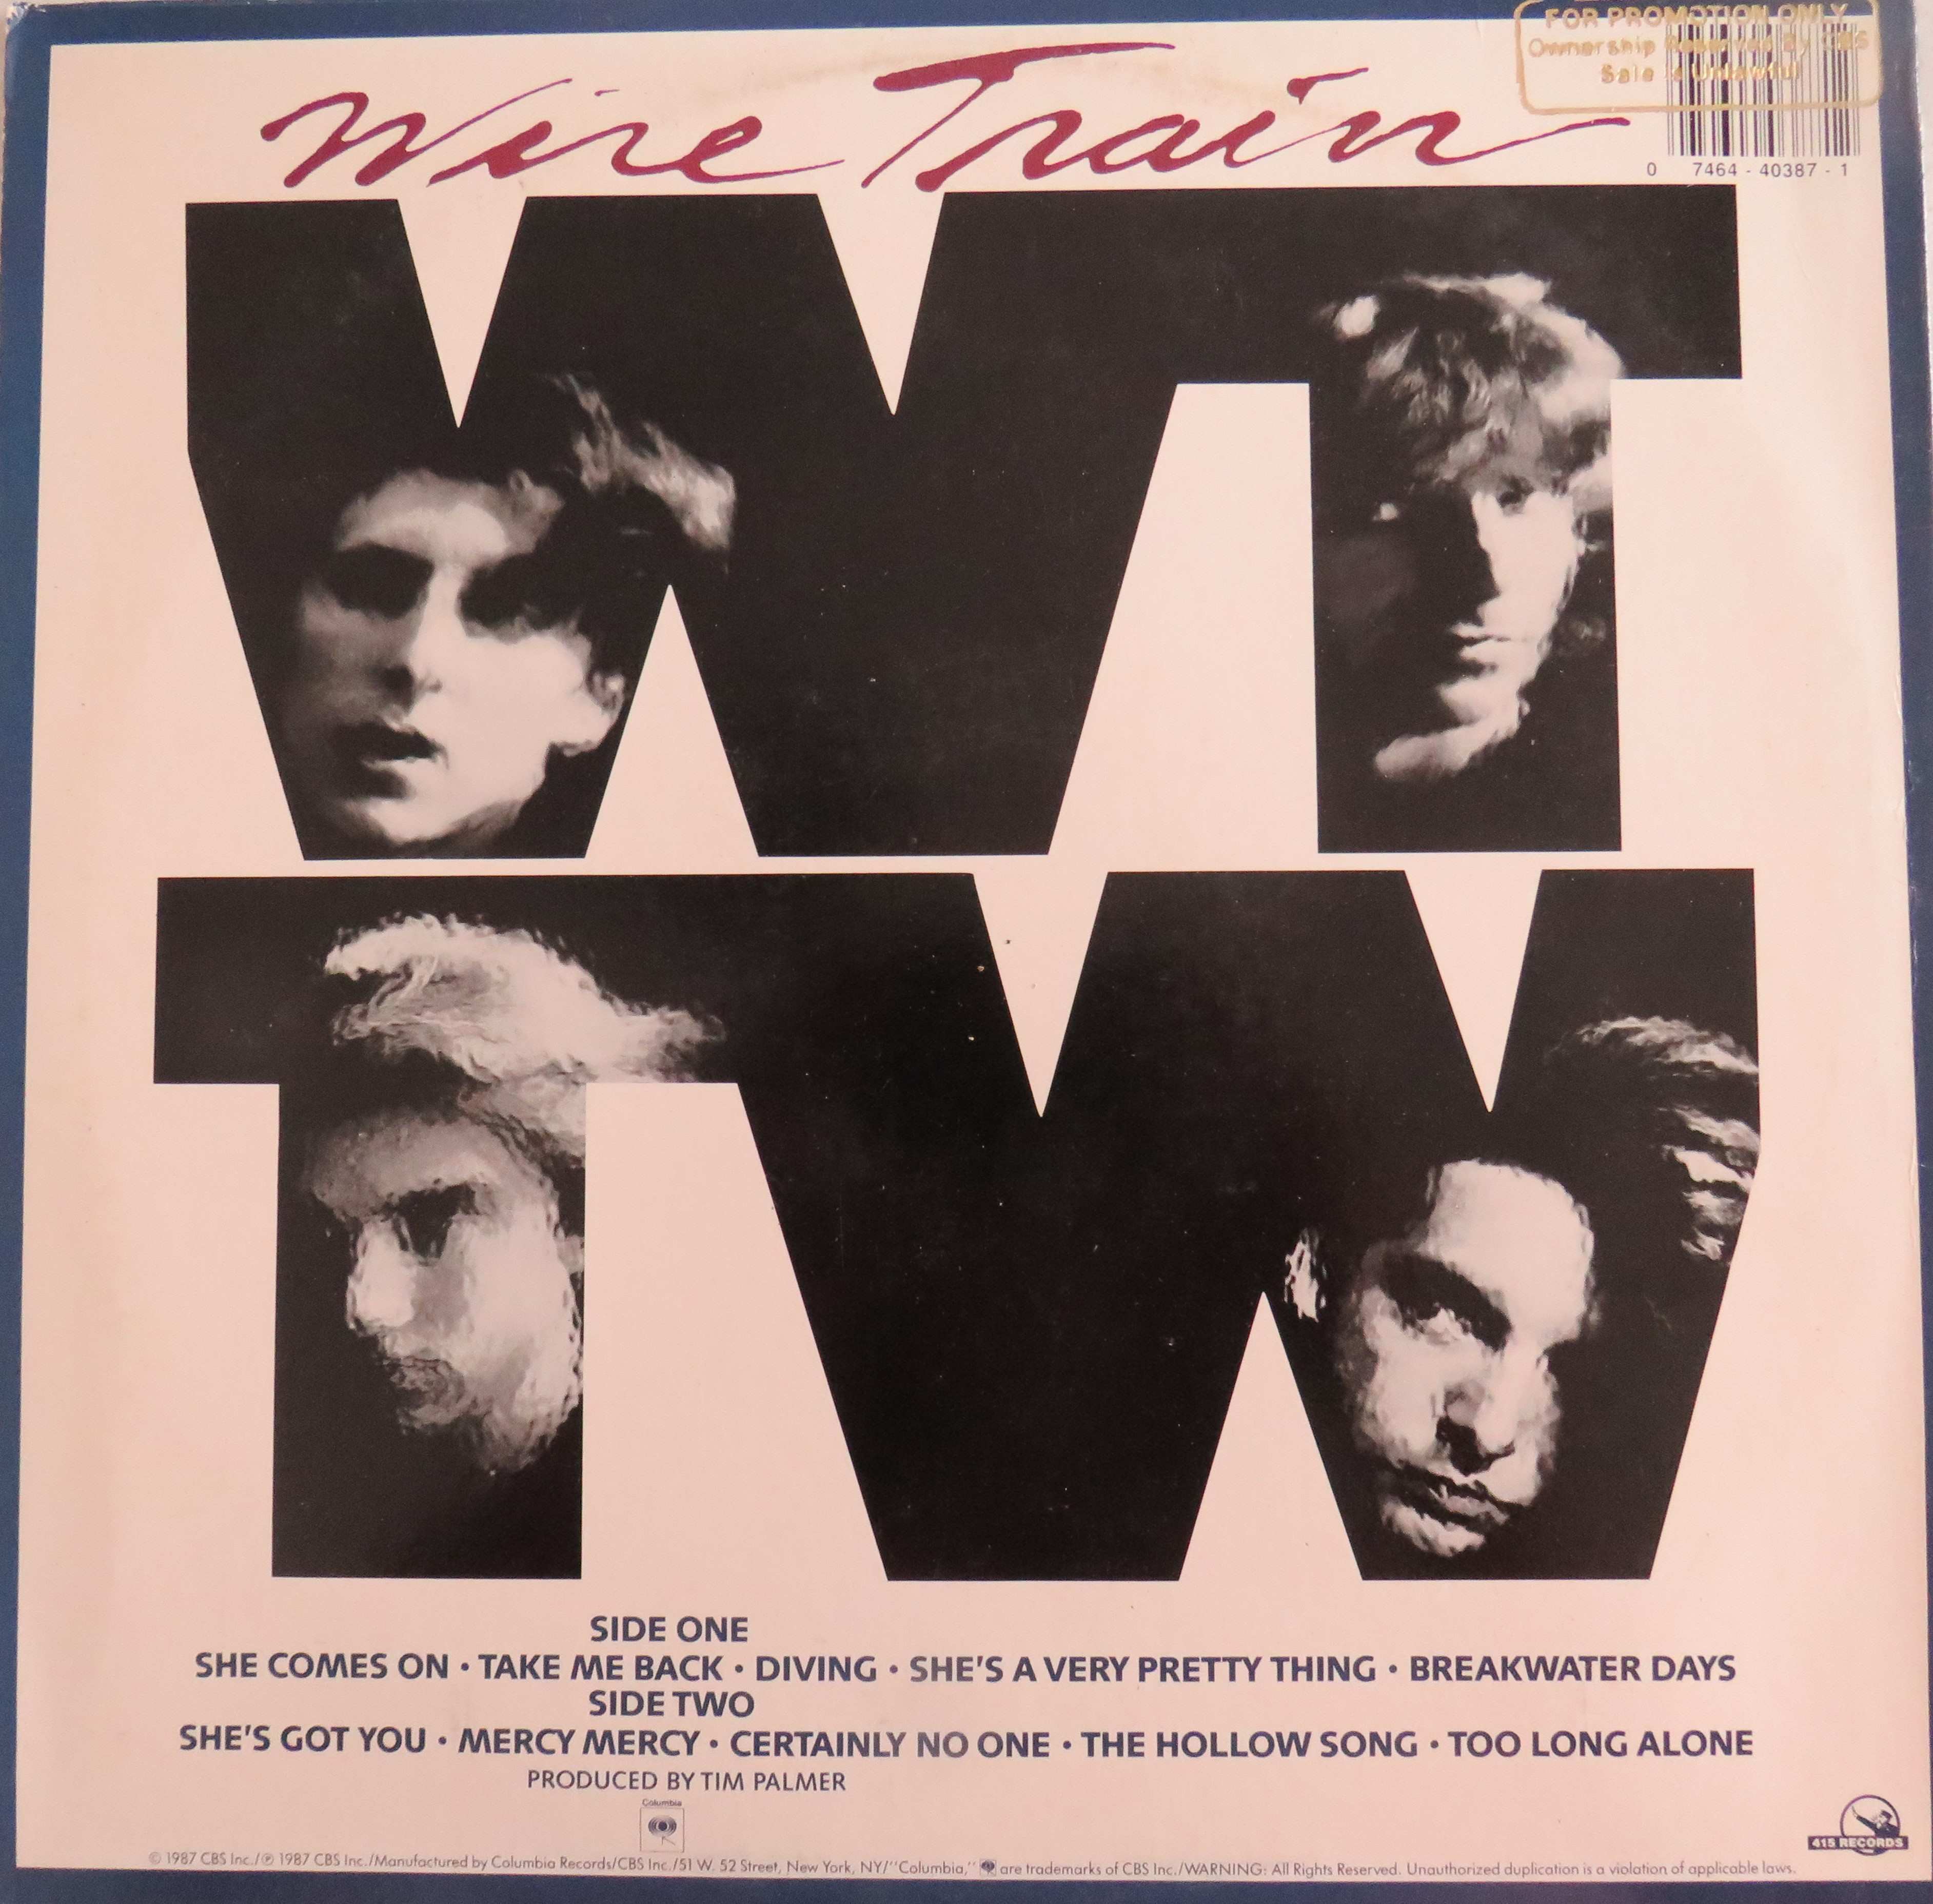 FOR PROMOTION ONLY
Ownership Reserved By CBS
Sale is Unlawful
Wire Train
0 7464 - 40387 - 1
WT
TW
SIDE ONE
SHE COMES ON • TAKE ME BACK • DIVING • SHE'S A VERY PRETTY THING • BREAKWATER DAYS
SIDE TWO
SHE'S GOT YOU • MERCY MERCY • CERTAINLY NO ONE • THE HOLLOW SONG • TOO LONG ALONE
PRODUCED BY TIM PALMER
Columbia
415 RECORDS
© 1987 CBS Inc./℗ 1987 CBS Inc./Manufactured by Columbia Records/CBS Inc./51 W. 52 Street, New York, NY/"Columbia," are trademarks of CBS Inc./WARNING: All Rights Reserved. Unauthorized duplication is a violation of applicable laws.